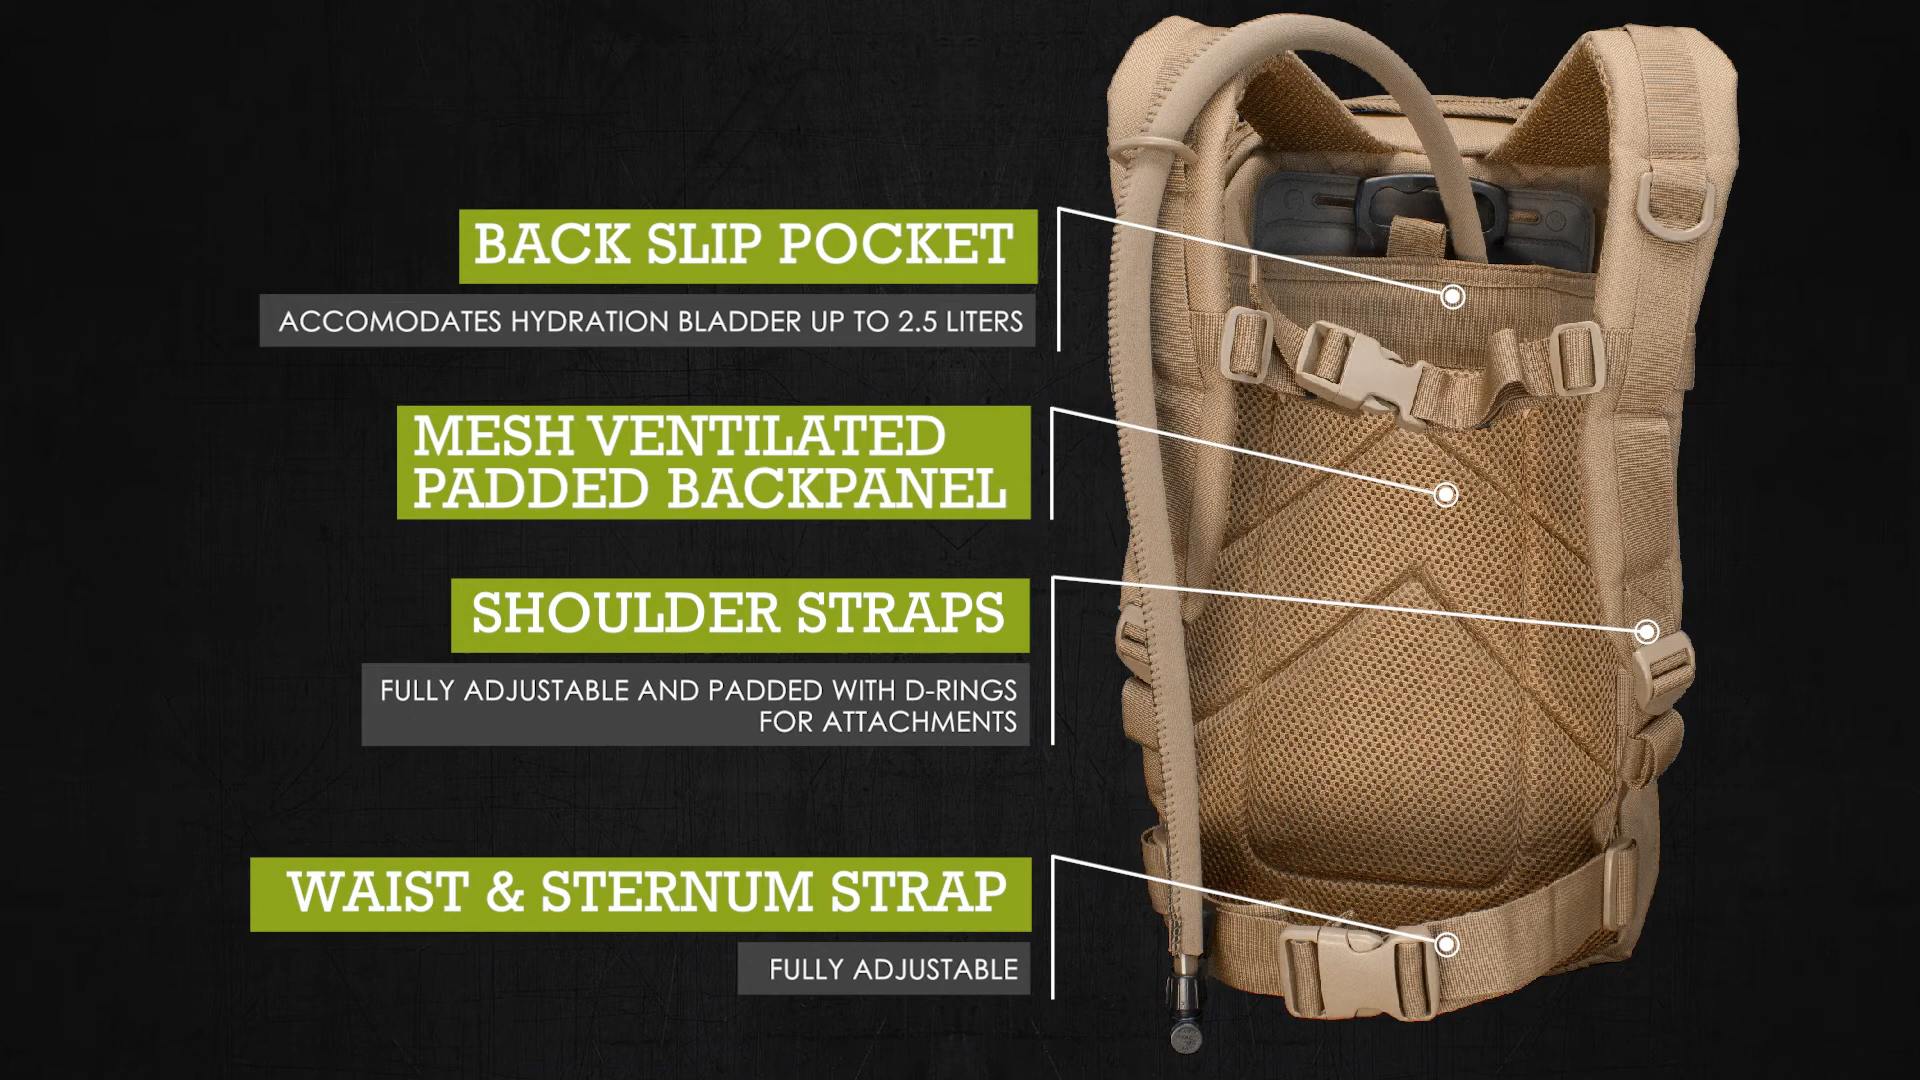 BACK SLIP POCKET
ACCOMODATES HYDRATION BLADDER UP TO 2.5 LITERS
MESH VENTILATED
PADDED BACKPANEL
SHOULDER STRAPS
FULLY ADJUSTABLE AND PADDED WITH D-RINGS
FOR ATTACHMENTS
WAIST & STERNUM STRAP
FULLY ADJUSTABLE